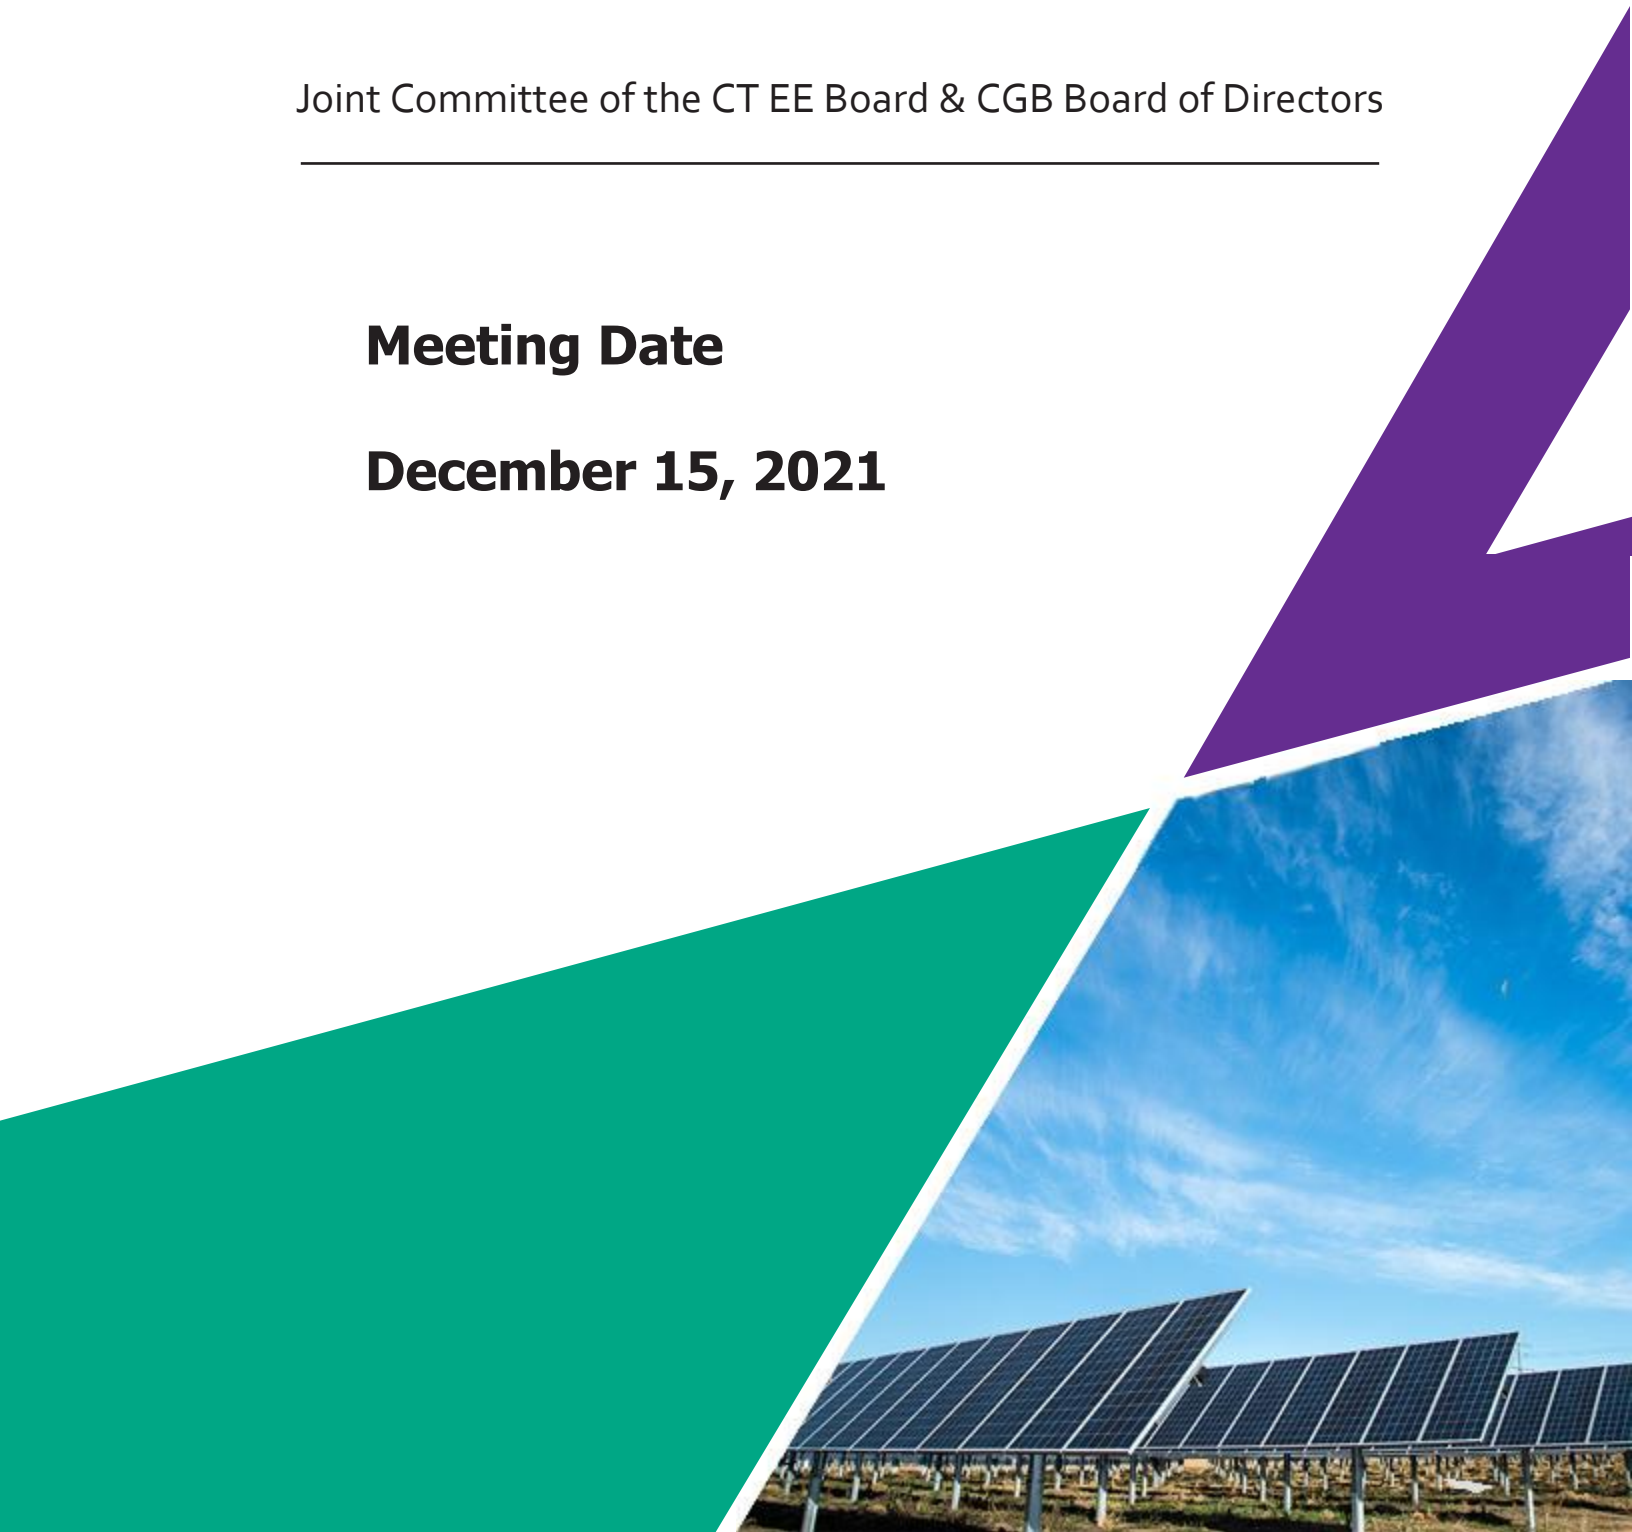 Joint Committee of the CT EE Board & CGB Board of Directors
Meeting Date
December 15, 2021